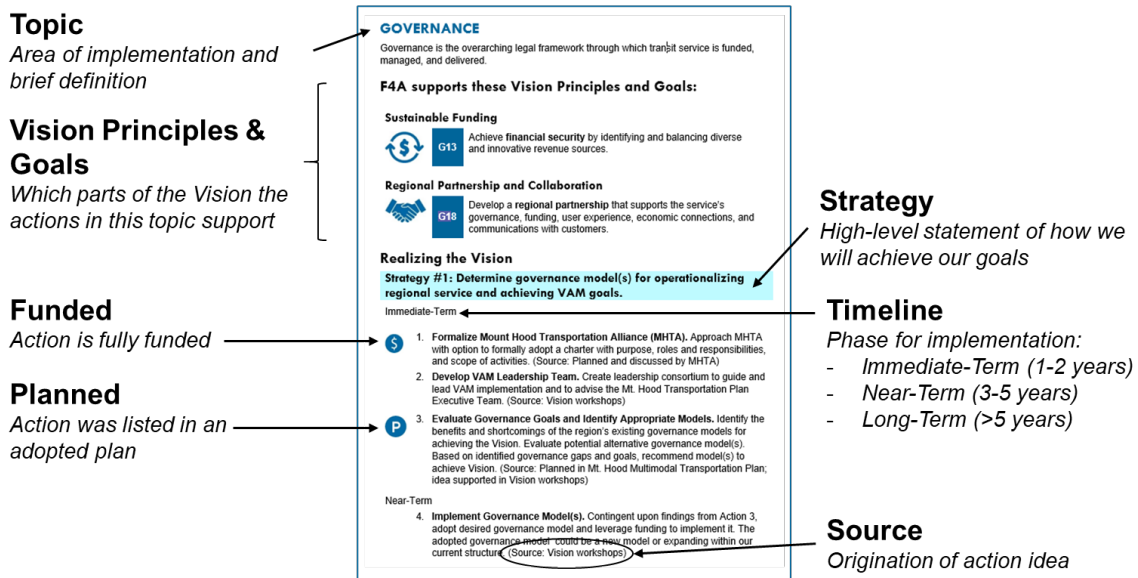 Topic
Area of implementation and
brief definition
Vision Principles &
Goals
Which parts of the Vision the
actions in this topic support
Funded
Action is fully funded
Planned
Action was listed in an
adopted plan
GOVERNANCE
Governance is the overarching legal framework through which transit service is funded,
managed, and delivered.
F4A supports these Vision Principles and Goals:
Sustainable Funding
$
G13
Achieve financial security by identifying and balancing diverse
and innovative revenue sources.
Regional Partnership and Collaboration
G18
Develop a regional partnership that supports the service's
governance, funding, user experience, economic connections, and
communications with customers.
Realizing the Vision
Strategy #1: Determine governance model(s) for operationalizing
regional service and achieving VAM goals.
Immediate-Term
$
1. Formalize Mount Hood Transportation Alliance (MHTA). Approach MHTA
with option to formally adopt a charter with purpose, roles and responsibilities,
and scope of activities. (Source: Planned and discussed by MHTA)
2. Develop VAM Leadership Team. Create leadership consortium to guide and
lead VAM implementation and to advise the Mt. Hood Transportation Plan
Executive Team. (Source: Vision workshops)
P
3. Evaluate Governance Goals and Identify Appropriate Models. Identify the
benefits and shortcomings of the region's existing governance models for
achieving the Vision. Evaluate potential alternative governance model(s).
Based on identified governance gaps and goals, recommend model(s) to
achieve Vision. (Source: Planned in Mt. Hood Multimodal Transportation Plan;
idea supported in Vision workshops)
Near-Term
4. Implement Governance Model(s). Contingent upon findings from Action 3,
adopt desired governance model and leverage funding to implement it. The
adopted governance model could be a new model or expanding within our
current structure. (Source: Vision workshops)
Strategy
High-level statement of how we
will achieve our goals
Timeline
Phase for implementation:
- Immediate-Term (1-2 years)
- Near-Term (3-5 years)
- Long-Term (>5 years)
Source
Origination of action idea